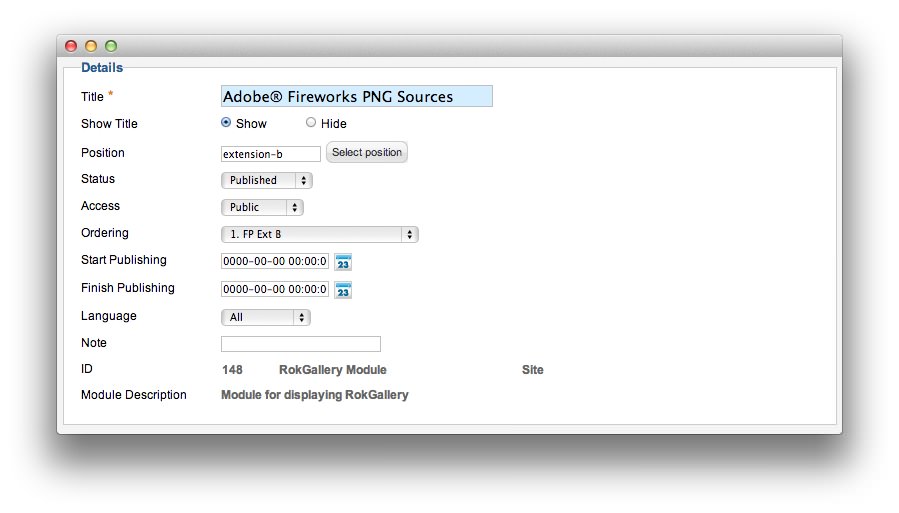 Details
Title * Adobe® Fireworks PNG Sources
Show Title Show Hide
Position extension-b Select position
Status Published
Access Public
Ordering 1. FP Ext B
Start Publishing 0000-00-00 00:00:0 23
Finish Publishing 0000-00-00 00:00:0 23
Language All
Note
ID 148 RokGallery Module Site
Module Description Module for displaying RokGallery